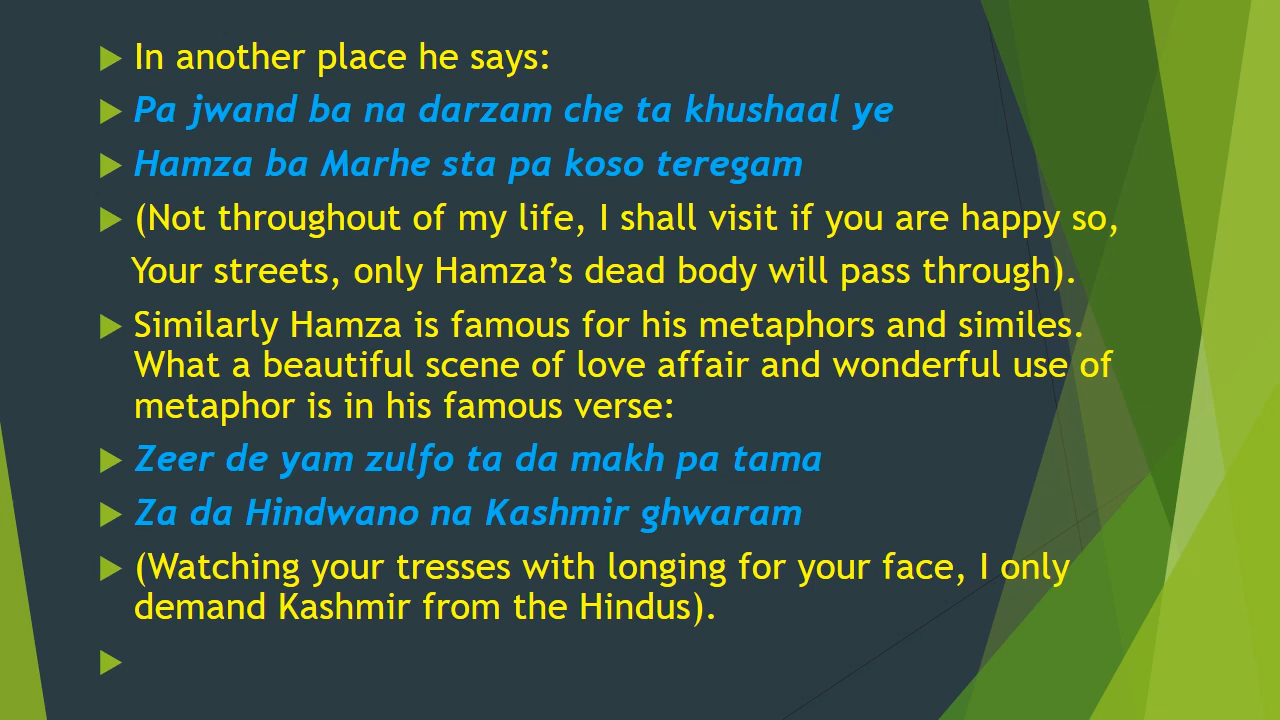 In another place he says:
Pa jwand ba na darzam che ta khushaal ye
Hamza ba Marhe sta pa koso teregam
(Not throughout of my life, I shall visit if you are happy so,
Your streets, only Hamza’s dead body will pass through).
Similarly Hamza is famous for his metaphors and similes.
What a beautiful scene of love affair and wonderful use of
metaphor is in his famous verse:
Zeer de yam zulfo ta da makh pa tama
Za da Hindwano na Kashmir ghwaram
(Watching your tresses with longing for your face, I only
demand Kashmir from the Hindus).